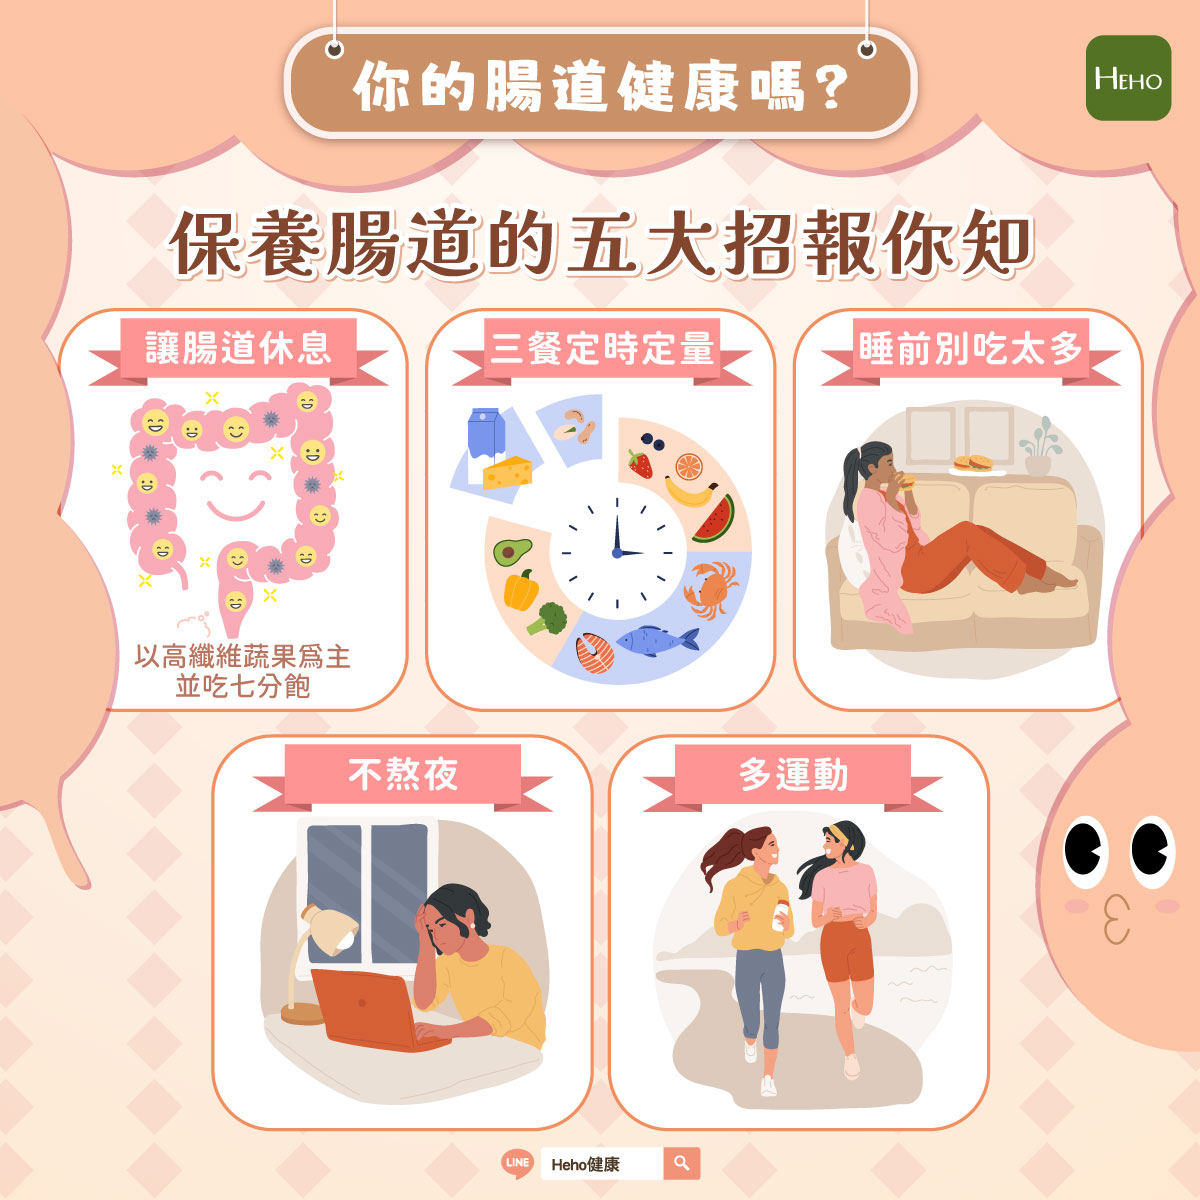 你的腸道健康嗎?
HEHO
保養腸道的五大招報你知
讓腸道休息
以高纖維蔬果爲主
並吃七分飽
三餐定時定量
睡前別吃太多
不熬夜
多運動
LINE
Heho健康